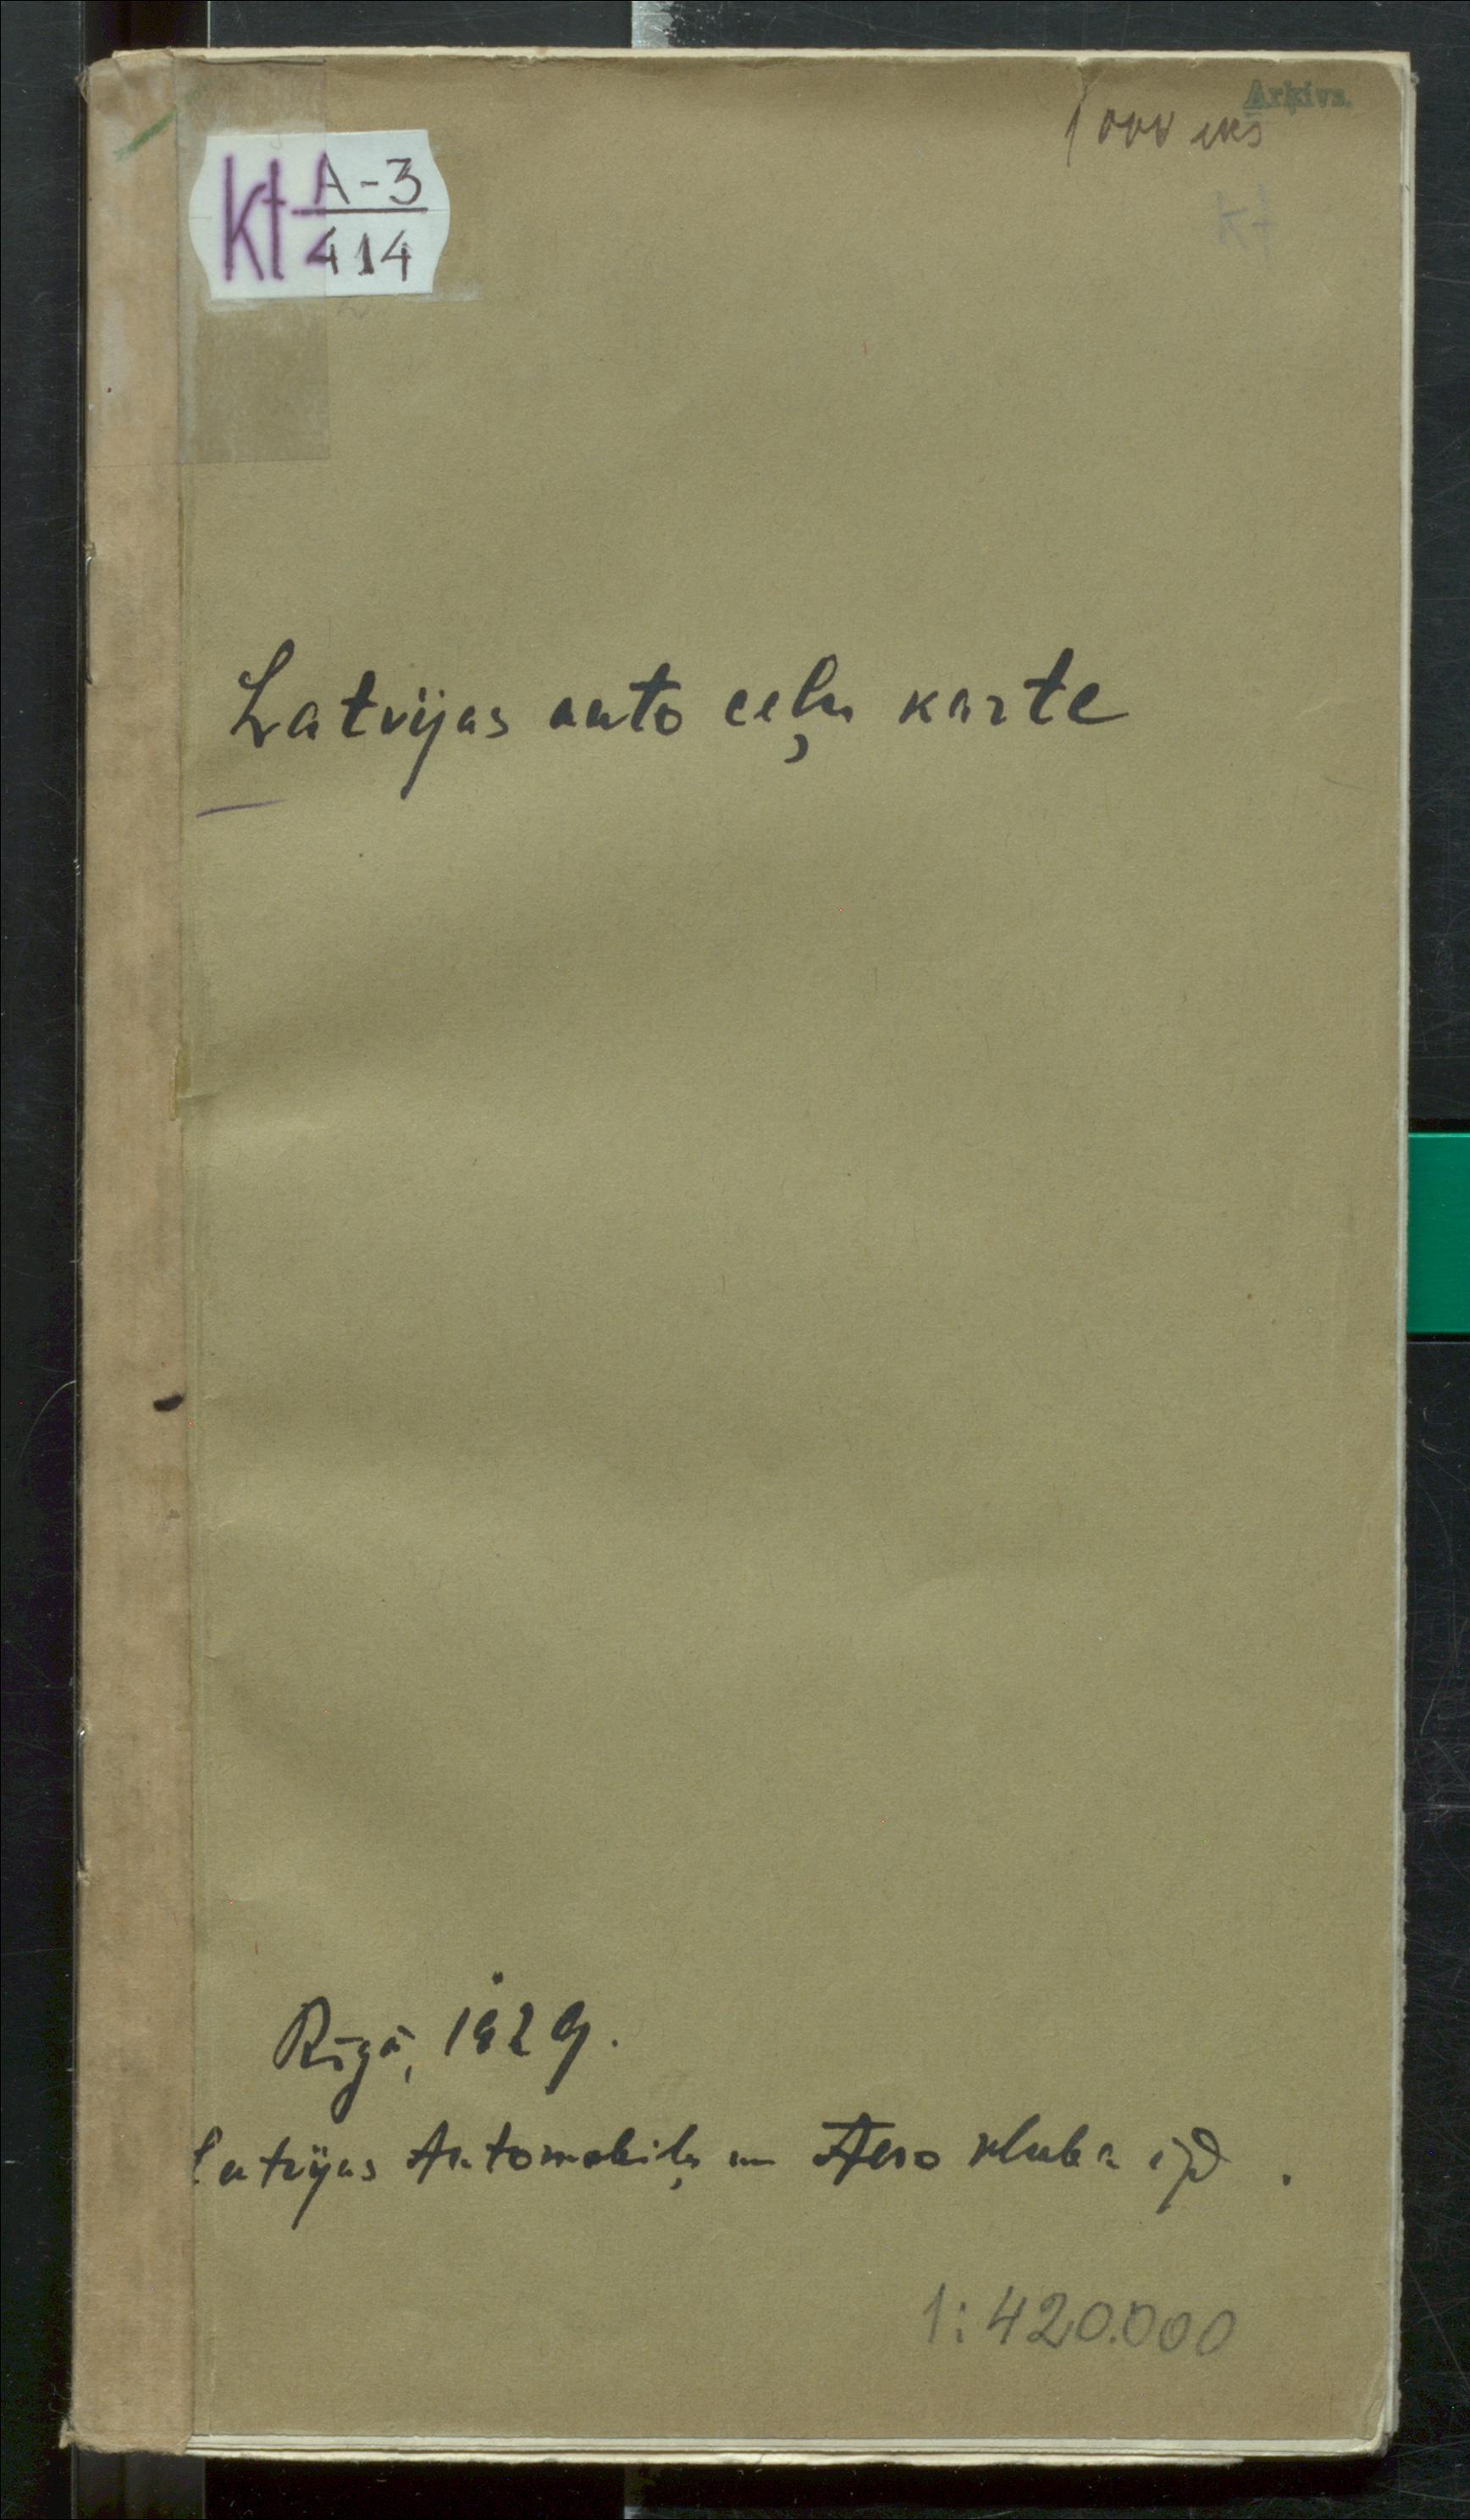 Arķīvs.
1000 eks
kt
kt A-3
414
Latvijas auto ceļu karte
Rīgā, 1929.
Latvijas Automobiļu un Aero kluba izd.
1:420.000